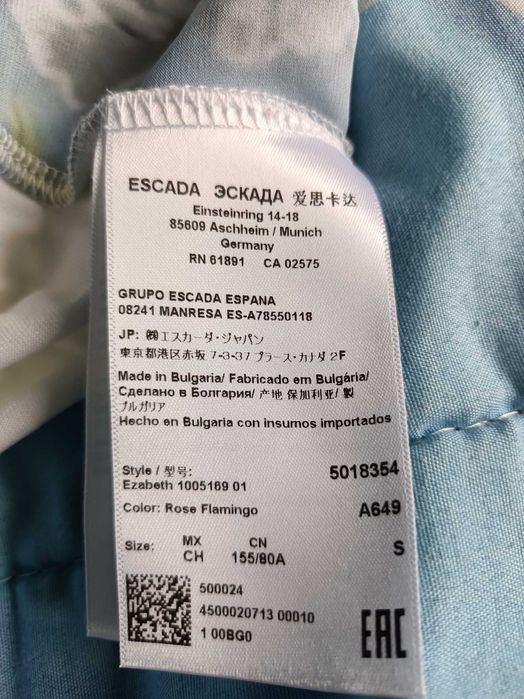 ESCADA ЭСКАДА 爱思卡达
Einsteinring 14-18
85609 Aschheim / Munich
Germany
RN 61891 CA 02575
GRUPO ESCADA ESPANA
08241 MANRESA ES-A78550118
JP: ㈱エスカーダ・ジャパン
東京都港区赤坂 7-3-37 プラース・カナダ 2F
Made in Bulgaria/ Fabricado em Bulgária/
Сделано в Болгарии/ 产地 保加利亚/ 製
ブルガリア
Hecho en Bulgaria con insumos importados
Style / 型号: 5018354
Ezabeth 1005169 01
Color: Rose Flamingo A649
Size: MX CN S
CH 155/80A
500024
4500020713 00010
1 00BG0
EAC